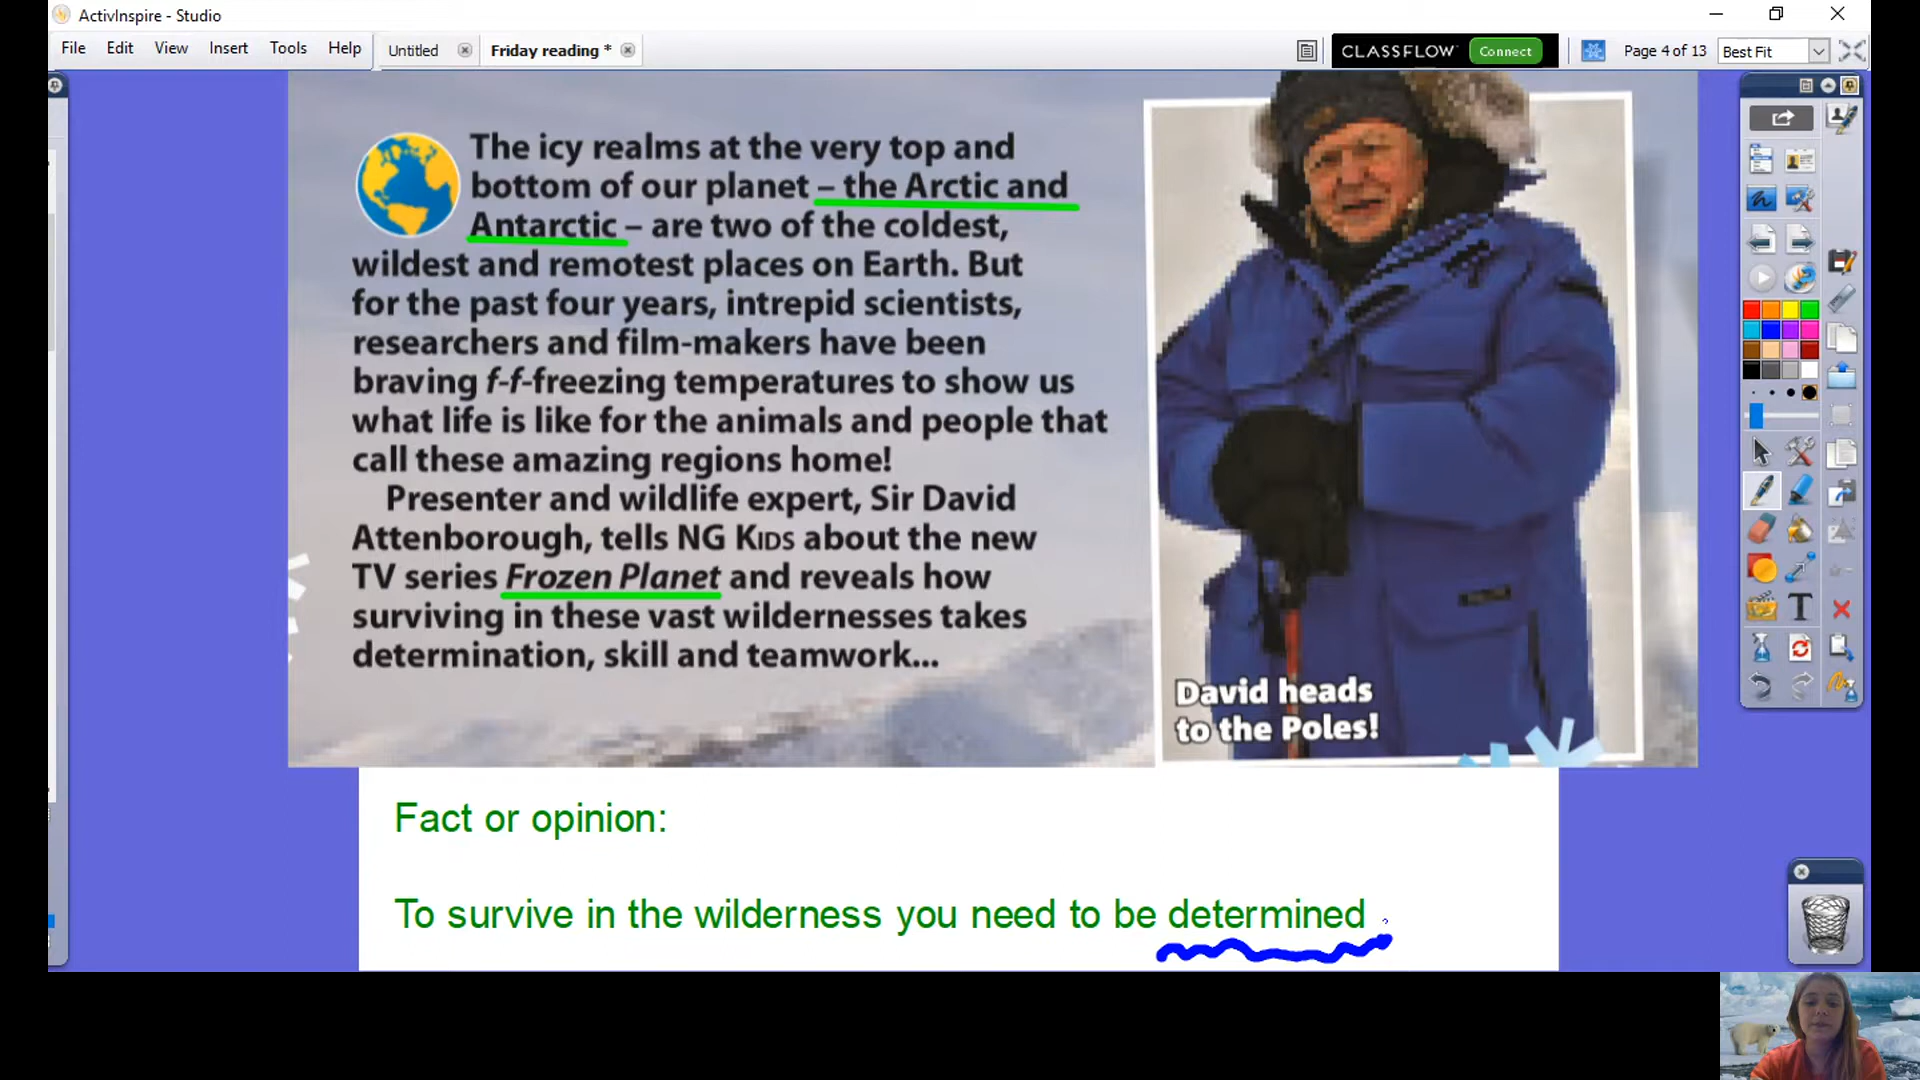 ActivInspire - Studio
File Edit View Insert Tools Help
Untitled
Friday reading *
CLASSFLOW Connect
Page 4 of 13
Best Fit
The icy realms at the very top and
bottom of our planet – the Arctic and
Antarctic – are two of the coldest,
wildest and remotest places on Earth. But
for the past four years, intrepid scientists,
researchers and film-makers have been
braving f-f-freezing temperatures to show us
what life is like for the animals and people that
call these amazing regions home!
Presenter and wildlife expert, Sir David
Attenborough, tells NG KIDS about the new
TV series Frozen Planet and reveals how
surviving in these vast wildernesses takes
determination, skill and teamwork...
David heads
to the Poles!
Fact or opinion:
To survive in the wilderness you need to be determined